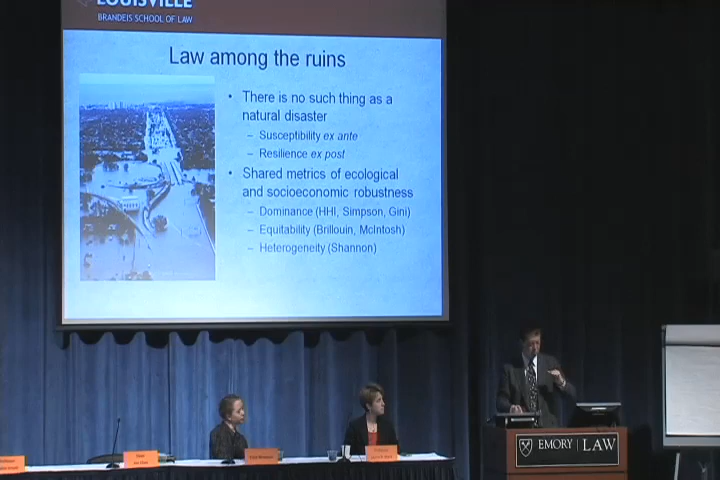 LOUISVILLE
BRANDEIS SCHOOL OF LAW
Law among the ruins
• There is no such thing as a
natural disaster
– Susceptibility ex ante
– Resilience ex post
• Shared metrics of ecological
and socioeconomic robustness
– Dominance (HHI, Simpson, Gini)
– Equitability (Brillouin, McIntosh)
– Heterogeneity (Shannon)
EMORY | LAW